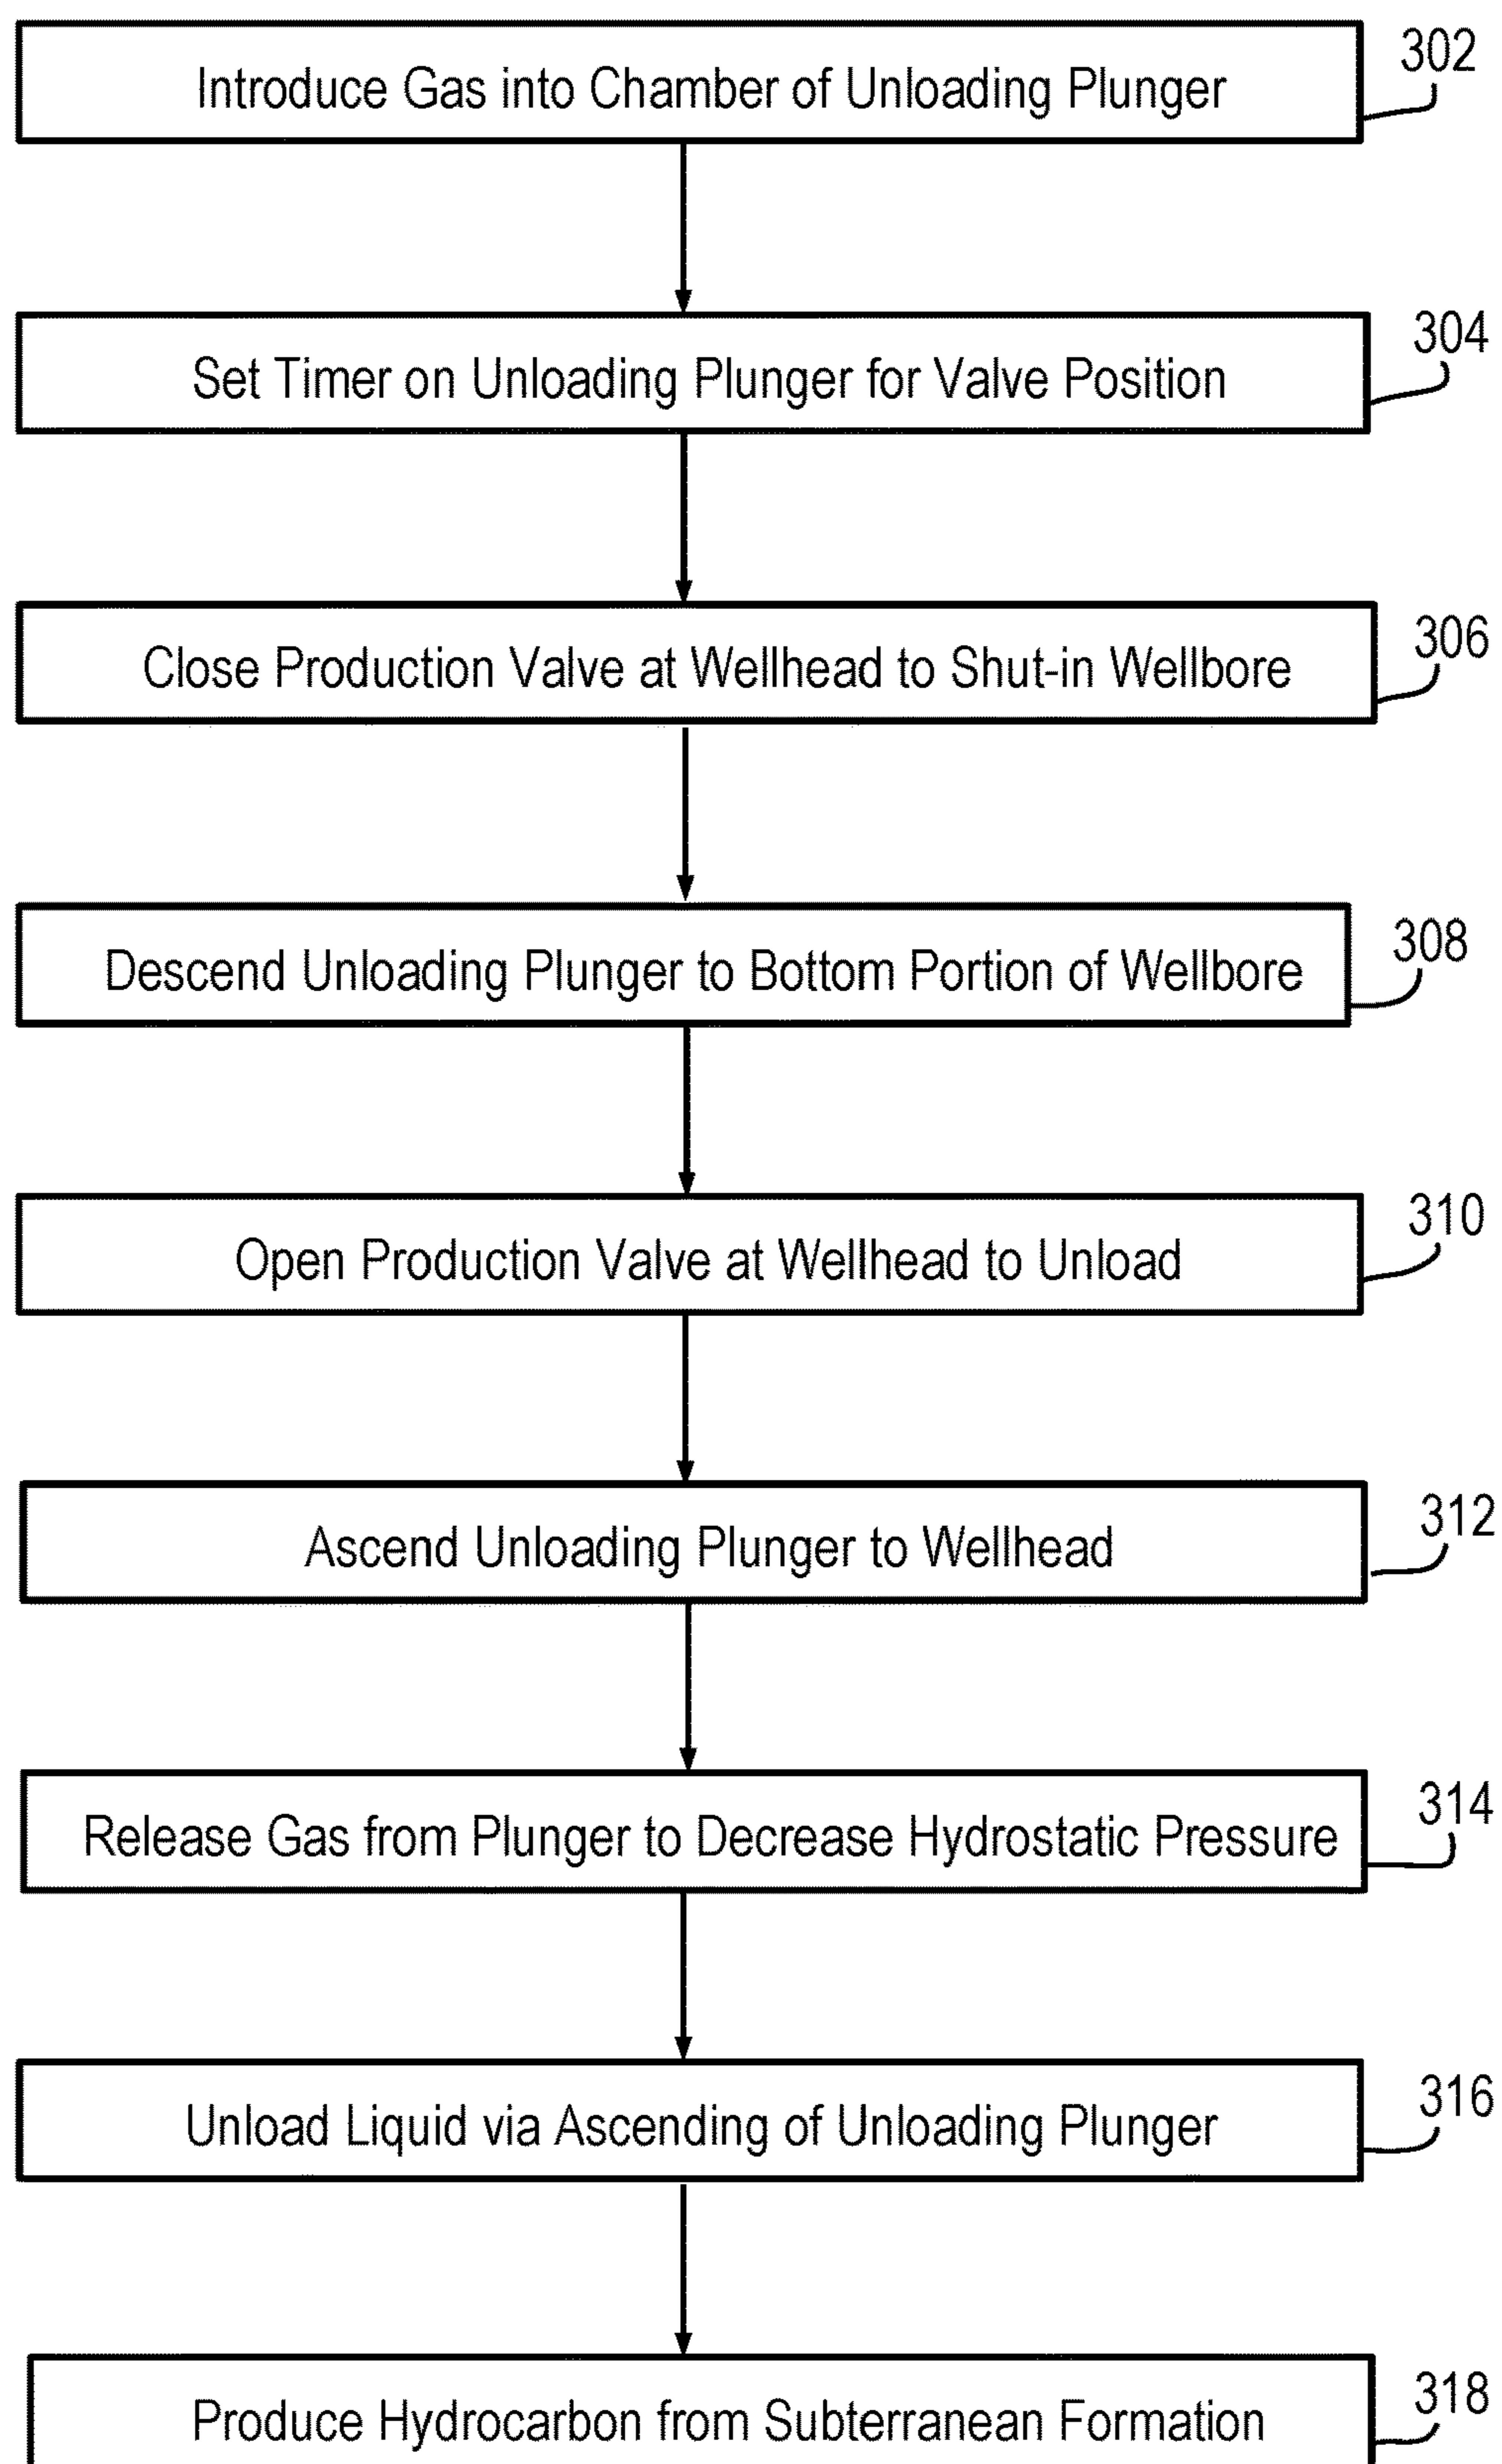 302
Introduce Gas into Chamber of Unloading Plunger
304
Set Timer on Unloading Plunger for Valve Position
306
Close Production Valve at Wellhead to Shut-in Wellbore
308
Descend Unloading Plunger to Bottom Portion of Wellbore
310
Open Production Valve at Wellhead to Unload
312
Ascend Unloading Plunger to Wellhead
314
Release Gas from Plunger to Decrease Hydrostatic Pressure
316
Unload Liquid via Ascending of Unloading Plunger
318
Produce Hydrocarbon from Subterranean Formation